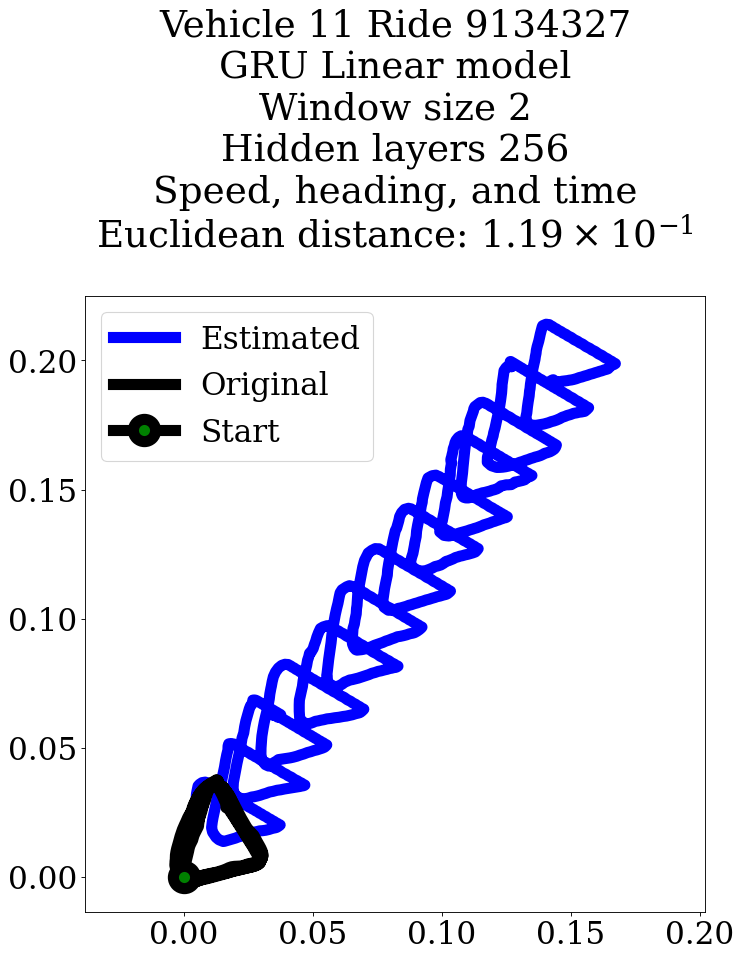 Vehicle 11 Ride 9134327
GRU Linear model
Window size 2
Hidden layers 256
Speed, heading, and time
Euclidean distance: 1.19 × 10⁻¹
Estimated
Original
Start
0.20
0.15
0.10
0.05
0.00
0.00 0.05 0.10 0.15 0.20